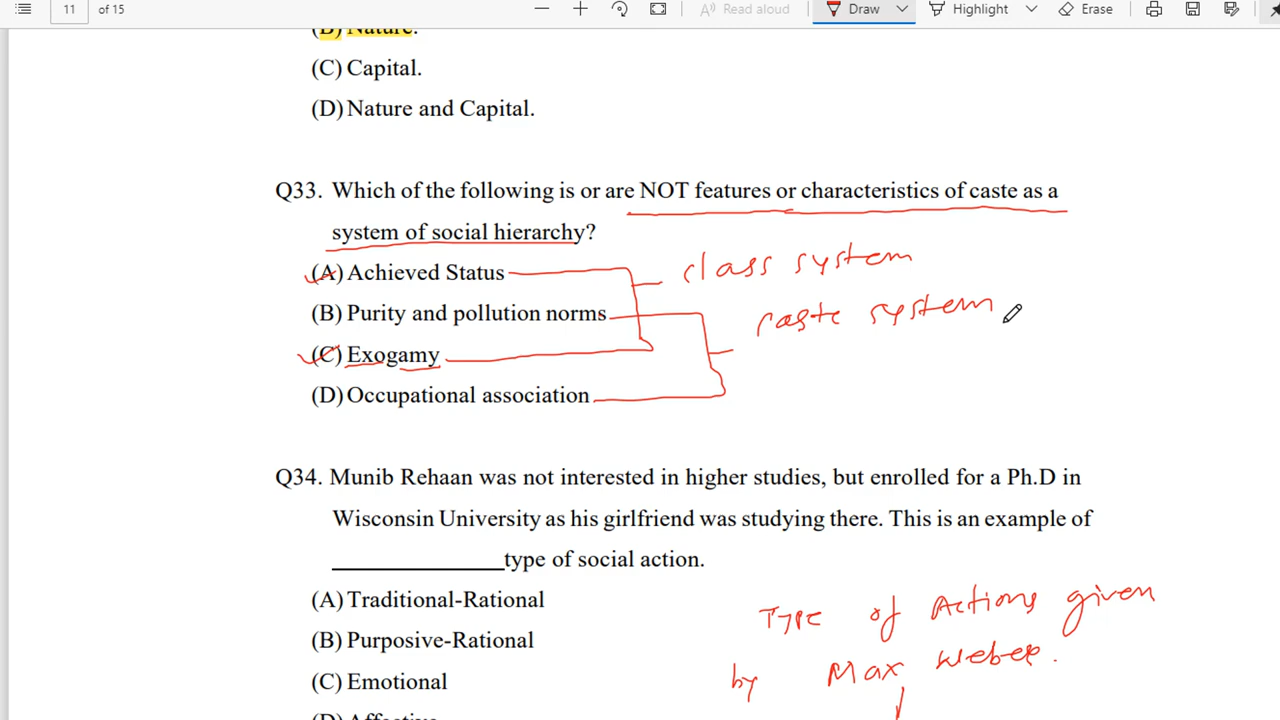 11 of 15 Read aloud Draw Highlight Erase
(B) Nature.
(C) Capital.
(D) Nature and Capital.
Q33. Which of the following is or are NOT features or characteristics of caste as a
system of social hierarchy?
(A) Achieved Status
class system
(B) Purity and pollution norms
caste system
(C) Exogamy
(D) Occupational association
Q34. Munib Rehaan was not interested in higher studies, but enrolled for a Ph.D in
Wisconsin University as his girlfriend was studying there. This is an example of
_______________type of social action.
(A) Traditional-Rational
Type of Actions given
(B) Purposive-Rational
by Max Weber.
(C) Emotional
(D) Affective